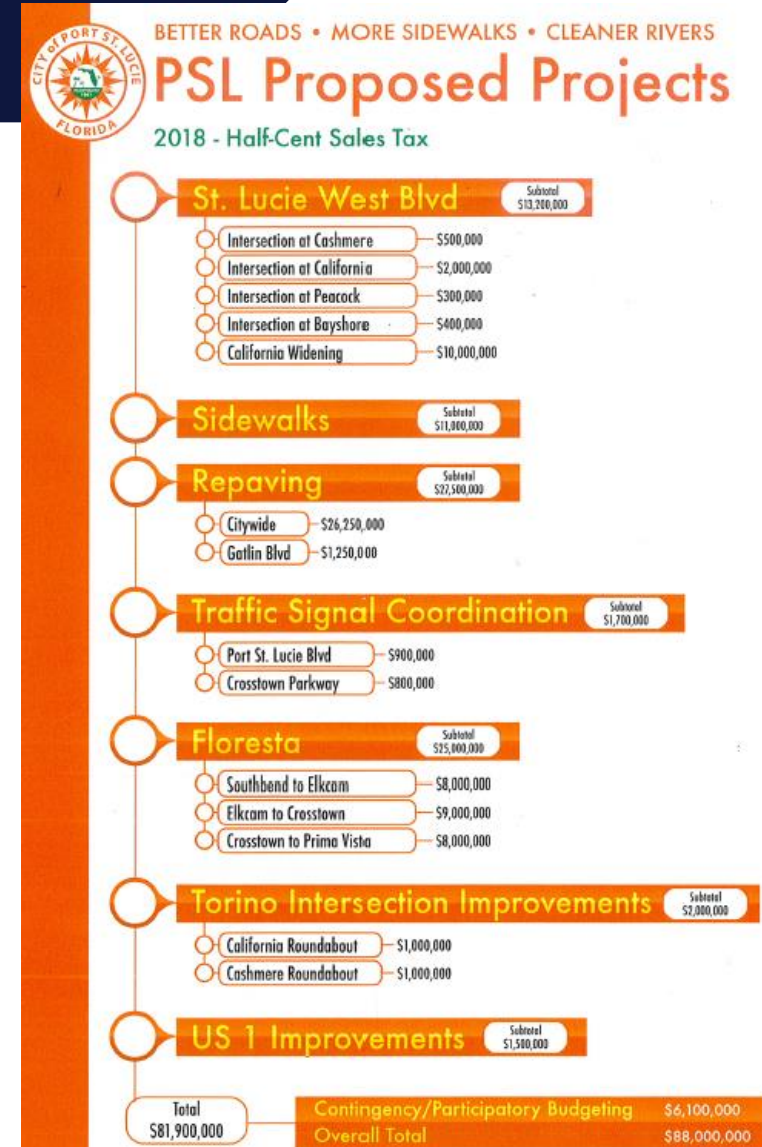 CITY of PORT ST. LUCIE
FLORIDA
BETTER ROADS • MORE SIDEWALKS • CLEANER RIVERS
PSL Proposed Projects
2018 - Half-Cent Sales Tax
St. Lucie West Blvd
Subtotal
$13,200,000
Intersection at Cashmere $500,000
Intersection at California $2,000,000
Intersection at Peacock $300,000
Intersection at Bayshore $400,000
California Widening $10,000,000
Sidewalks
Subtotal
$11,000,000
Repaving
Subtotal
$27,500,000
Citywide $26,250,000
Gatlin Blvd $1,250,000
Traffic Signal Coordination
Subtotal
$1,700,000
Port St. Lucie Blvd $900,000
Crosstown Parkway $800,000
Floresta
Subtotal
$25,000,000
Southbend to Elkcam $8,000,000
Elkcam to Crosstown $9,000,000
Crosstown to Prima Vista $8,000,000
Torino Intersection Improvements
Subtotal
$2,000,000
California Roundabout $1,000,000
Cashmere Roundabout $1,000,000
US 1 Improvements
Subtotal
$1,500,000
Total
$81,900,000
Contingency/Participatory Budgeting $6,100,000
Overall Total $88,000,000